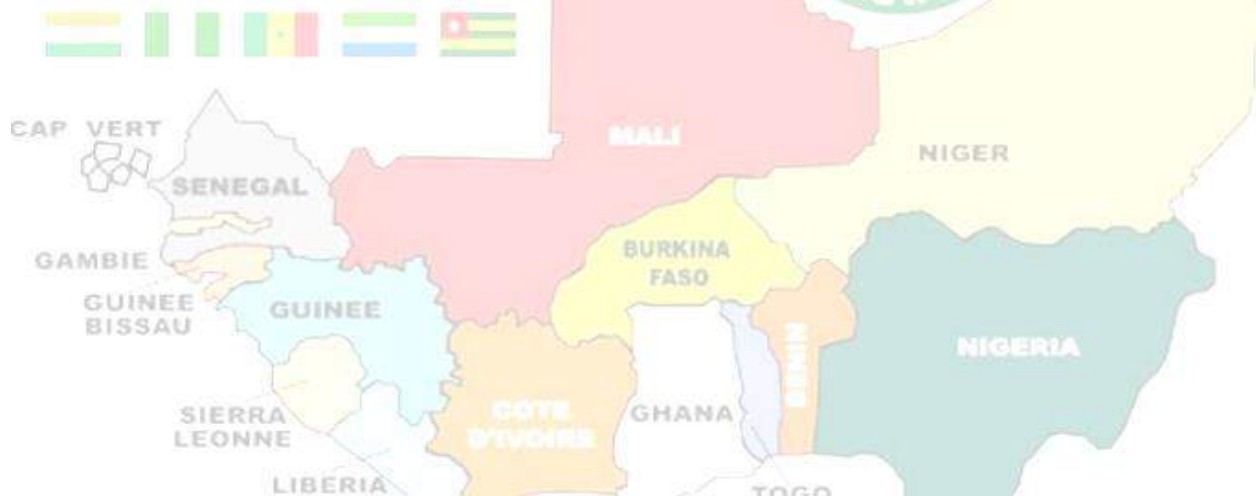 CAP VERT
MALI
NIGER
SENEGAL
GAMBIE
BURKINA
FASO
GUINEE
BISSAU
GUINEE
NIGERIA
BENIN
SIERRA
LEONNE
COTE
D'IVOIRE
GHANA
LIBERIA
TOGO